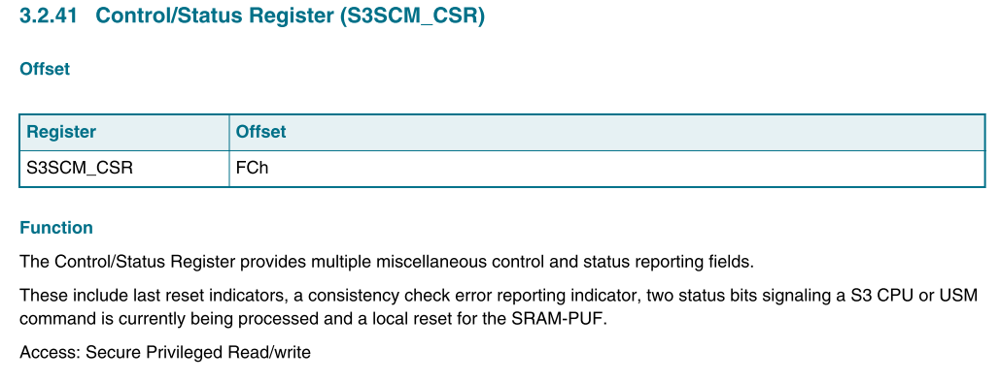 3.2.41 Control/Status Register (S3SCM_CSR)
Offset
Register Offset
S3SCM_CSR FCh
Function
The Control/Status Register provides multiple miscellaneous control and status reporting fields.
These include last reset indicators, a consistency check error reporting indicator, two status bits signaling a S3 CPU or USM
command is currently being processed and a local reset for the SRAM-PUF.
Access: Secure Privileged Read/write